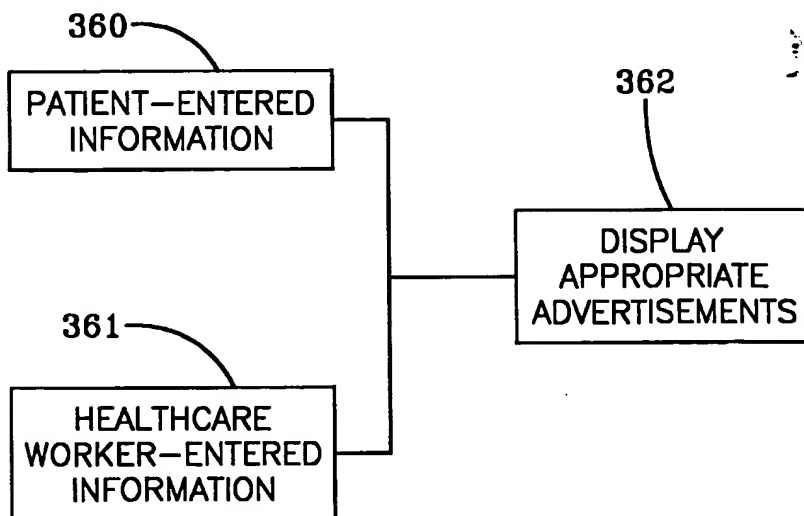 360
PATIENT-ENTERED
INFORMATION
362
DISPLAY
APPROPRIATE
ADVERTISEMENTS
361
HEALTHCARE
WORKER-ENTERED
INFORMATION